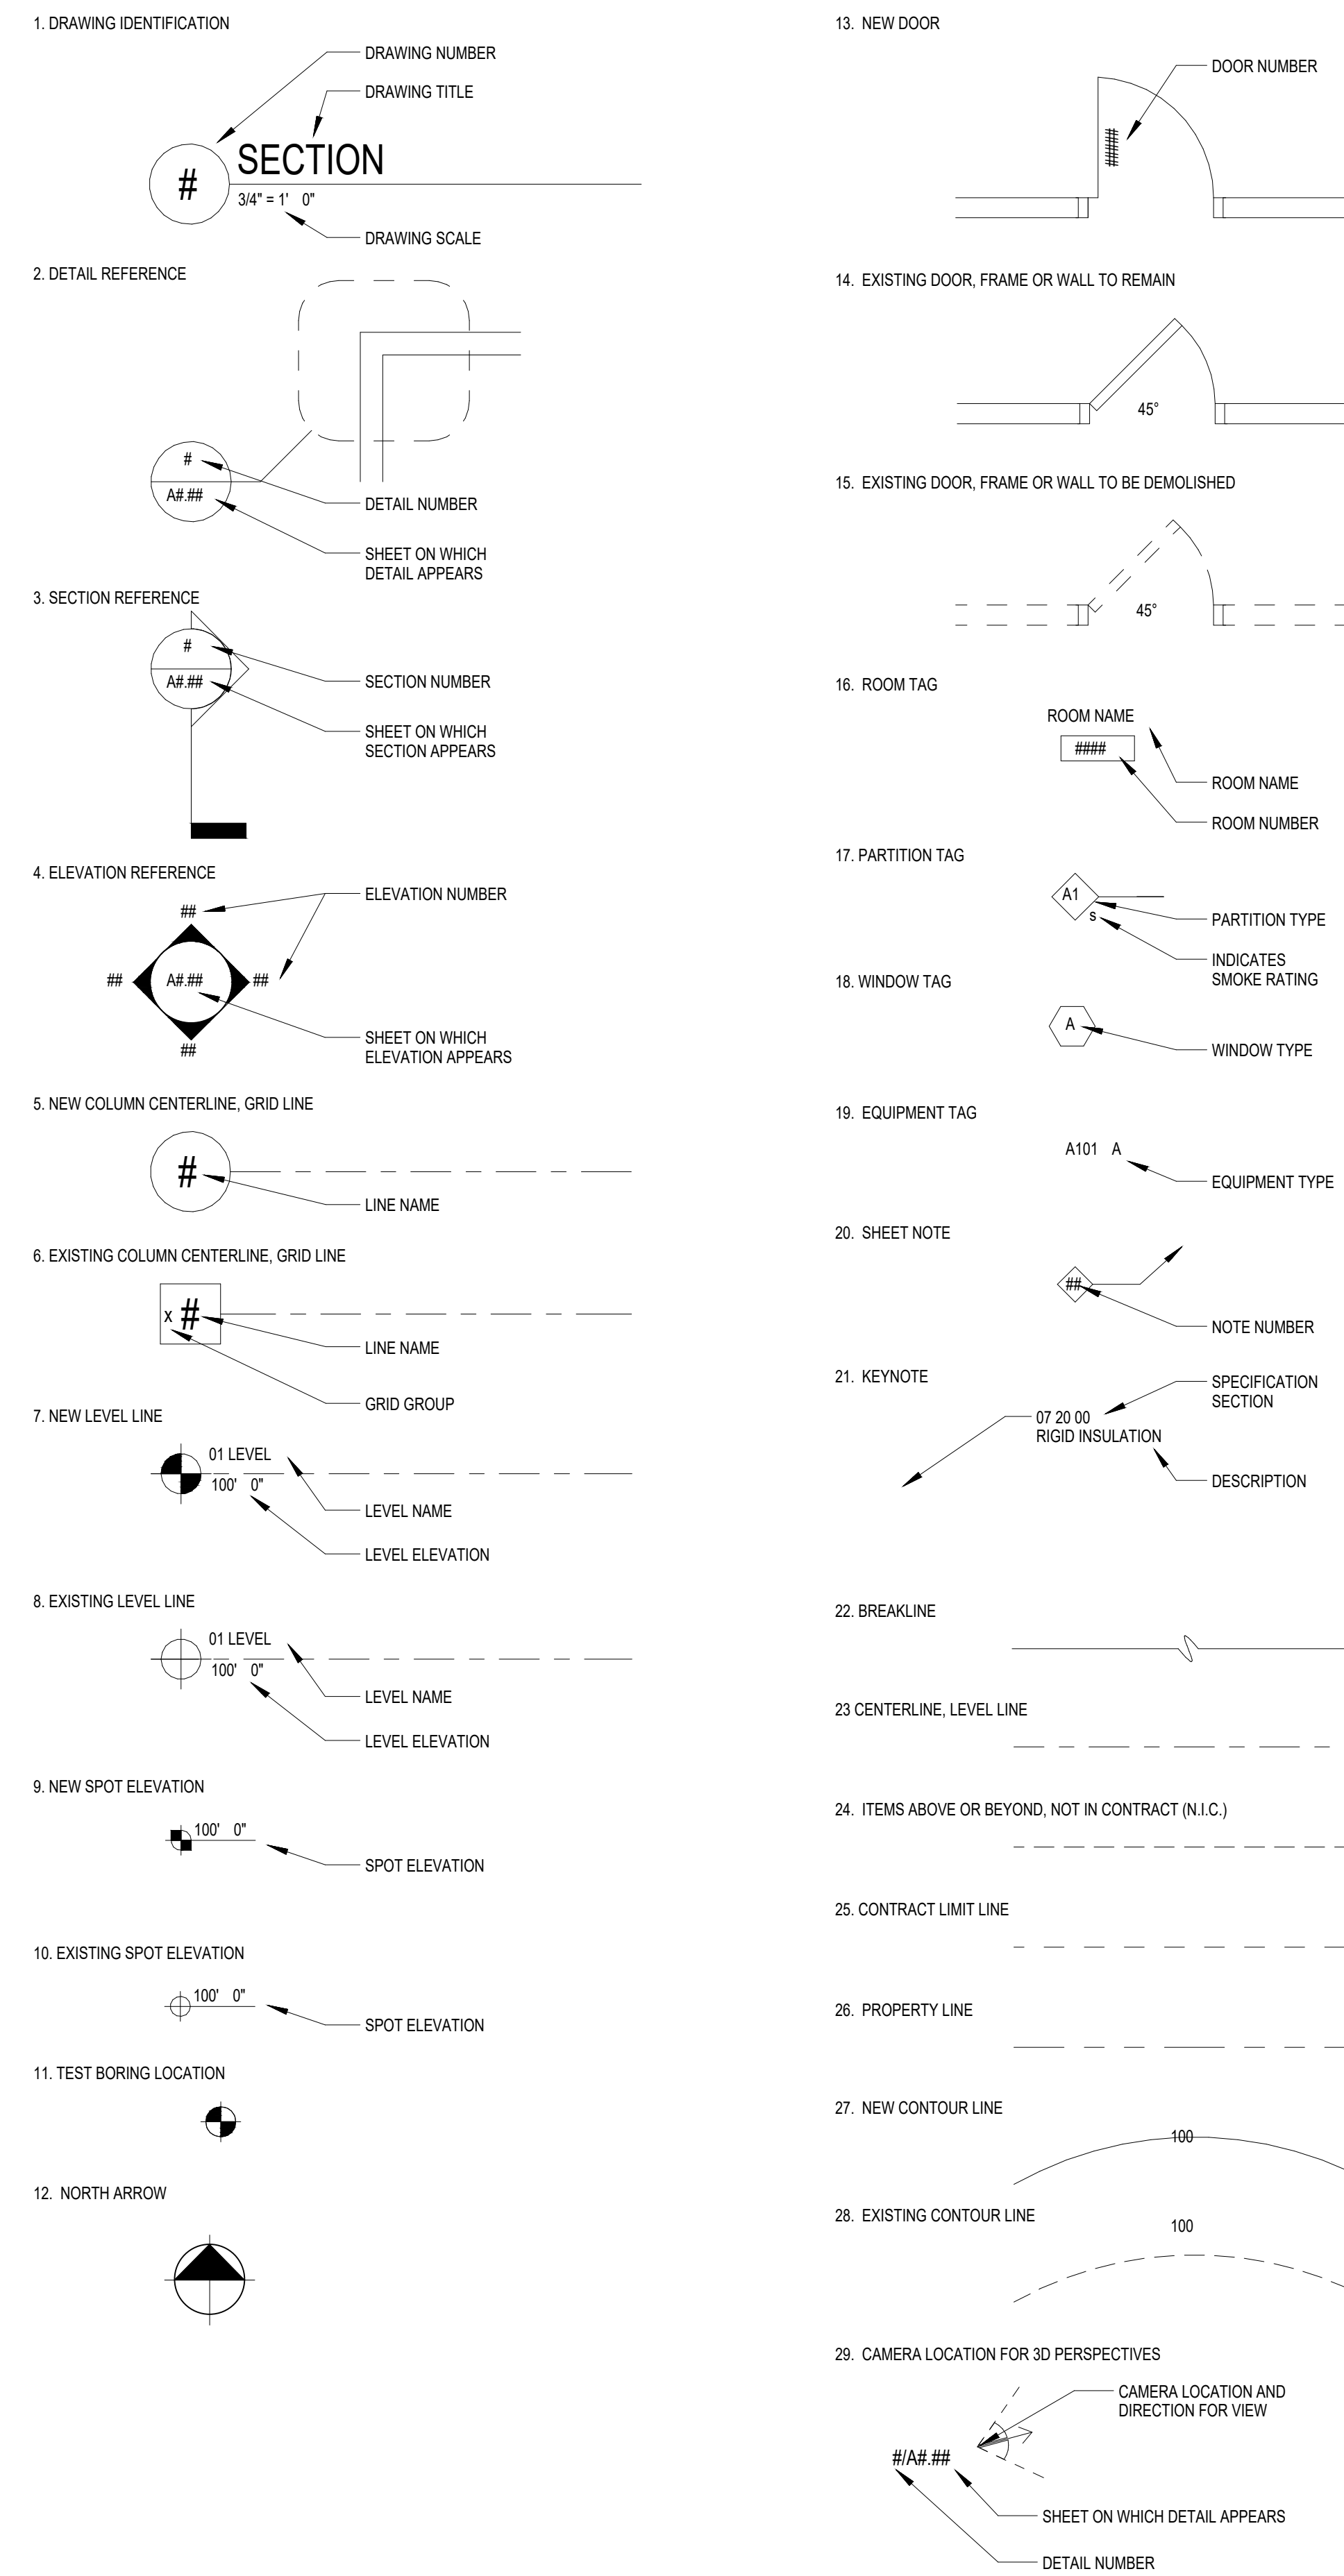 1. DRAWING IDENTIFICATION
DRAWING NUMBER
DRAWING TITLE
SECTION
#
3/4" = 1' 0"
DRAWING SCALE
2. DETAIL REFERENCE
#
A#.##
DETAIL NUMBER
SHEET ON WHICH
DETAIL APPEARS
3. SECTION REFERENCE
#
A#.##
SECTION NUMBER
SHEET ON WHICH
SECTION APPEARS
4. ELEVATION REFERENCE
ELEVATION NUMBER
##
## A#.## ##
##
SHEET ON WHICH
ELEVATION APPEARS
5. NEW COLUMN CENTERLINE, GRID LINE
#
LINE NAME
6. EXISTING COLUMN CENTERLINE, GRID LINE
x #
LINE NAME
GRID GROUP
7. NEW LEVEL LINE
01 LEVEL
100' 0"
LEVEL NAME
LEVEL ELEVATION
8. EXISTING LEVEL LINE
01 LEVEL
100' 0"
LEVEL NAME
LEVEL ELEVATION
9. NEW SPOT ELEVATION
100' 0"
SPOT ELEVATION
10. EXISTING SPOT ELEVATION
100' 0"
SPOT ELEVATION
11. TEST BORING LOCATION
12. NORTH ARROW
13. NEW DOOR
DOOR NUMBER
14. EXISTING DOOR, FRAME OR WALL TO REMAIN
45°
15. EXISTING DOOR, FRAME OR WALL TO BE DEMOLISHED
45°
16. ROOM TAG
ROOM NAME
####
ROOM NAME
ROOM NUMBER
17. PARTITION TAG
A1
s
PARTITION TYPE
INDICATES
SMOKE RATING
18. WINDOW TAG
A
WINDOW TYPE
19. EQUIPMENT TAG
A101 A
EQUIPMENT TYPE
20. SHEET NOTE
##
NOTE NUMBER
21. KEYNOTE
SPECIFICATION
SECTION
07 20 00
RIGID INSULATION
DESCRIPTION
22. BREAKLINE
23 CENTERLINE, LEVEL LINE
24. ITEMS ABOVE OR BEYOND, NOT IN CONTRACT (N.I.C.)
25. CONTRACT LIMIT LINE
26. PROPERTY LINE
27. NEW CONTOUR LINE
100
28. EXISTING CONTOUR LINE
100
29. CAMERA LOCATION FOR 3D PERSPECTIVES
CAMERA LOCATION AND
DIRECTION FOR VIEW
#/A#.##
SHEET ON WHICH DETAIL APPEARS
DETAIL NUMBER